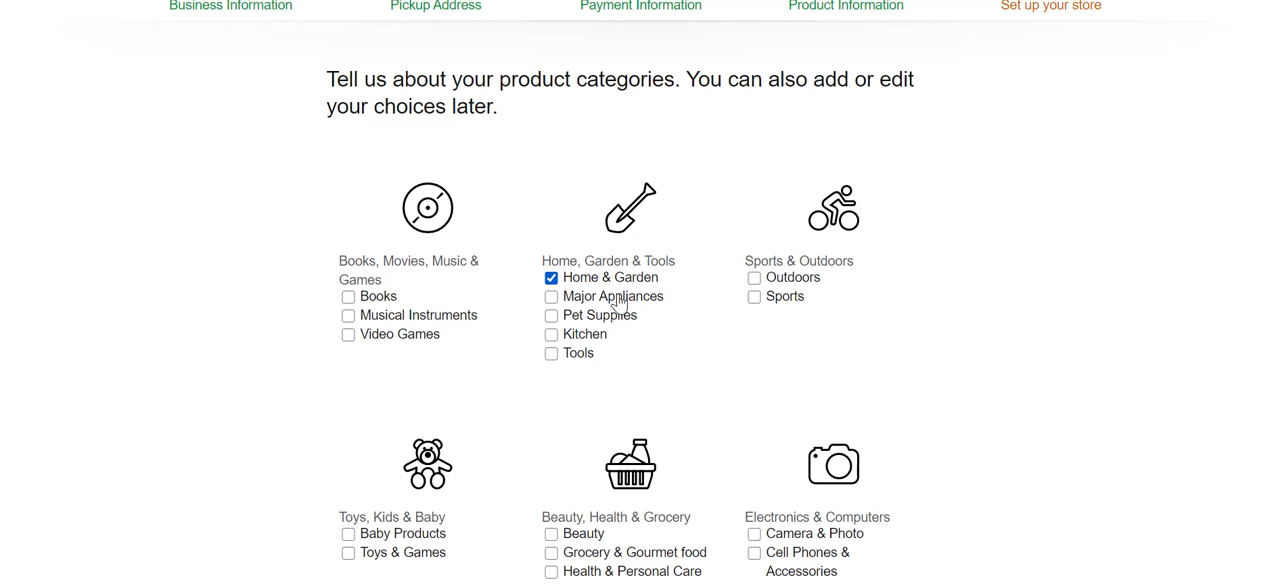 Business Information Pickup Address Payment Information Product Information Set up your store
Tell us about your product categories. You can also add or edit
your choices later.
Books, Movies, Music &
Games
Books
Musical Instruments
Video Games
Home, Garden & Tools
Home & Garden
Major Appliances
Pet Supplies
Kitchen
Tools
Sports & Outdoors
Outdoors
Sports
Toys, Kids & Baby
Baby Products
Toys & Games
Beauty, Health & Grocery
Beauty
Grocery & Gourmet food
Health & Personal Care
Electronics & Computers
Camera & Photo
Cell Phones &
Accessories